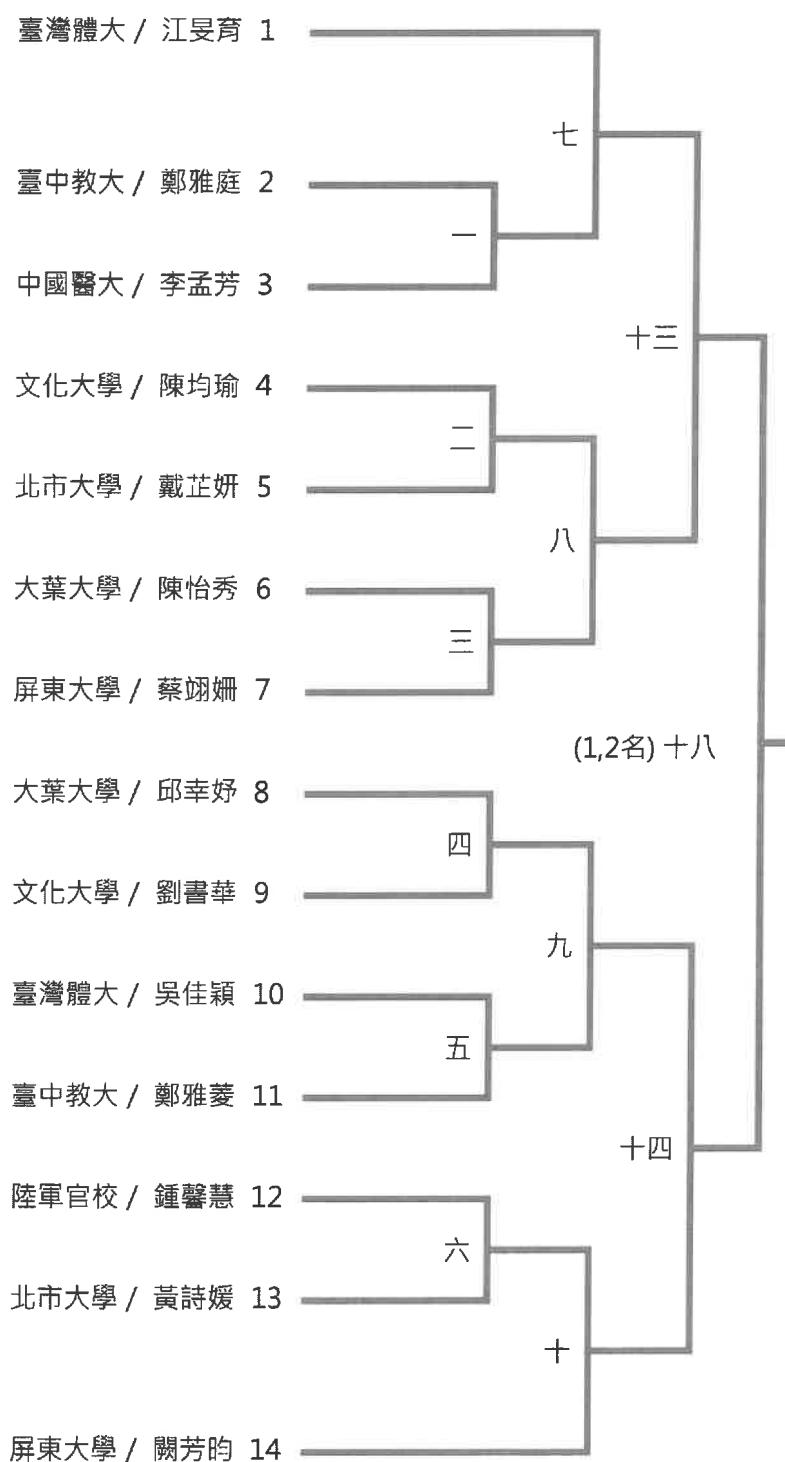 臺灣體大 / 江旻育 1
七
臺中教大 / 鄭雅庭 2
一
中國醫大 / 李孟芳 3
十三
文化大學 / 陳均瑜 4
二
北市大學 / 戴芷妍 5
八
大葉大學 / 陳怡秀 6
三
屏東大學 / 蔡翊姍 7
(1,2名) 十八
大葉大學 / 邱幸妤 8
四
文化大學 / 劉書華 9
九
臺灣體大 / 吳佳穎 10
五
臺中教大 / 鄭雅菱 11
十四
陸軍官校 / 鍾馨慧 12
六
北市大學 / 黃詩媛 13
十
屏東大學 / 闕芳昀 14